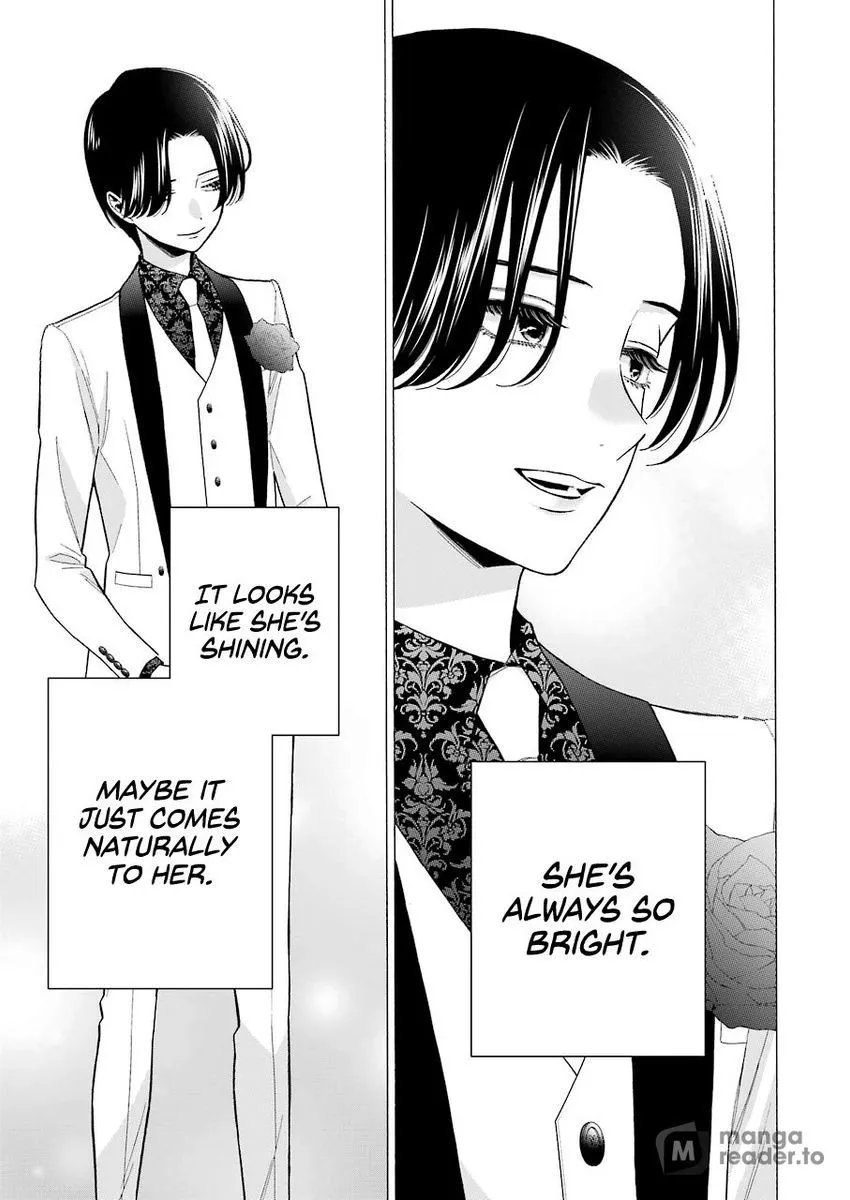 SHE'S
ALWAYS SO
BRIGHT.
IT LOOKS
LIKE SHE'S
SHINING.
MAYBE IT
JUST COMES
NATURALLY
TO HER.
M manga
reader.to